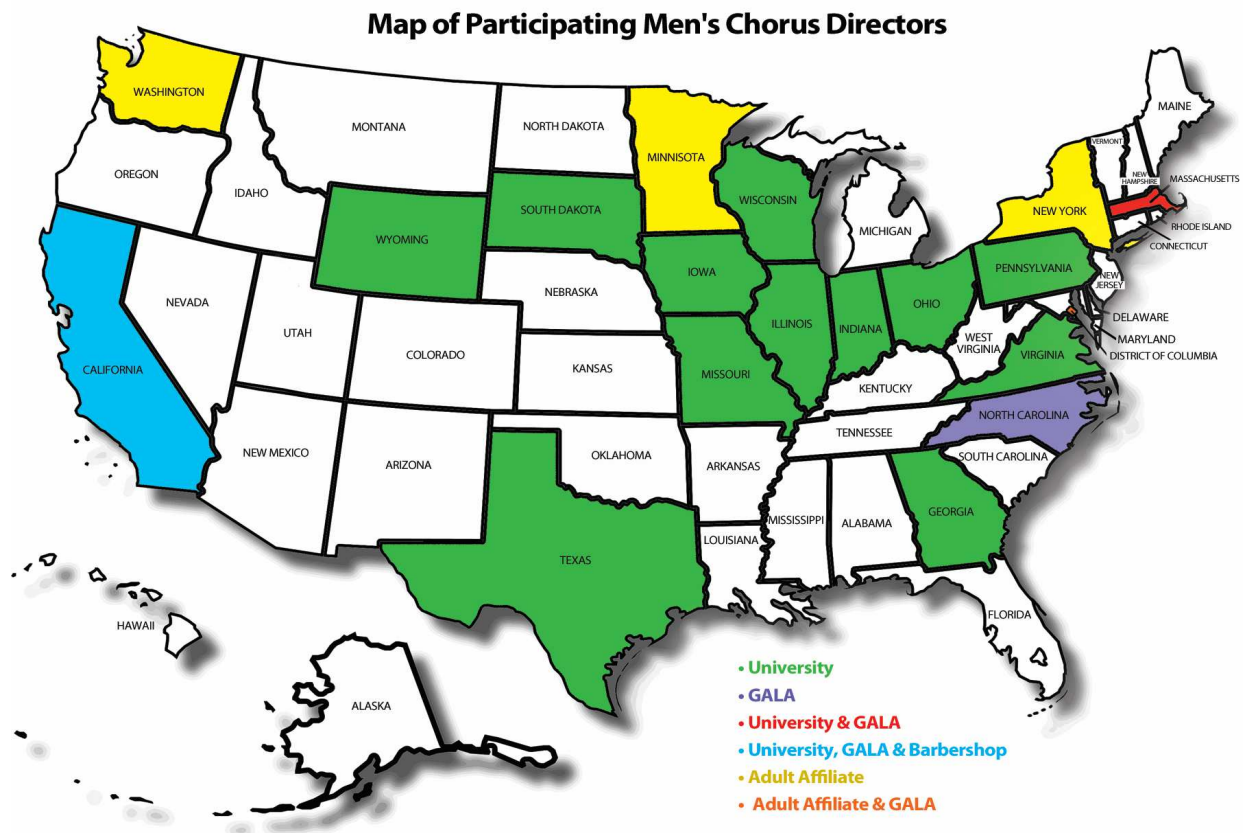 Map of Participating Men's Chorus Directors
WASHINGTON
MONTANA
NORTH DAKOTA
MINNISOTA
MAINE
VERMONT
NEW
HAMPSHIRE
MASSACHUSETTS
OREGON
IDAHO
WYOMING
SOUTH DAKOTA
WISCONSIN
MICHIGAN
NEW YORK
RHODE ISLAND
CONNECTICUT
NEVADA
UTAH
COLORADO
NEBRASKA
IOWA
ILLINOIS
INDIANA
OHIO
PENNSYLVANIA
NEW
JERSEY
DELAWARE
MARYLAND
DISTRICT OF COLUMBIA
CALIFORNIA
KANSAS
MISSOURI
KENTUCKY
WEST
VIRGINIA
VIRGINIA
NORTH CAROLINA
TENNESSEE
SOUTH CAROLINA
NEW MEXICO
ARIZONA
OKLAHOMA
ARKANSAS
MISSISSIPPI
ALABAMA
GEORGIA
LOUISIANA
TEXAS
FLORIDA
HAWAII
ALASKA
• University
• GALA
• University & GALA
• University, GALA & Barbershop
• Adult Affiliate
• Adult Affiliate & GALA